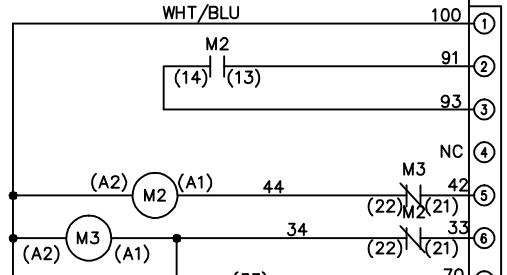 WHT/BLU 100 1
M2 91 2
(14) (13)
93 3
NC 4
M3
(A2) M2 (A1) 44 42 5
(22) (21)
M2
M3 34 33 6
(A2) (A1) (22) (21)
70